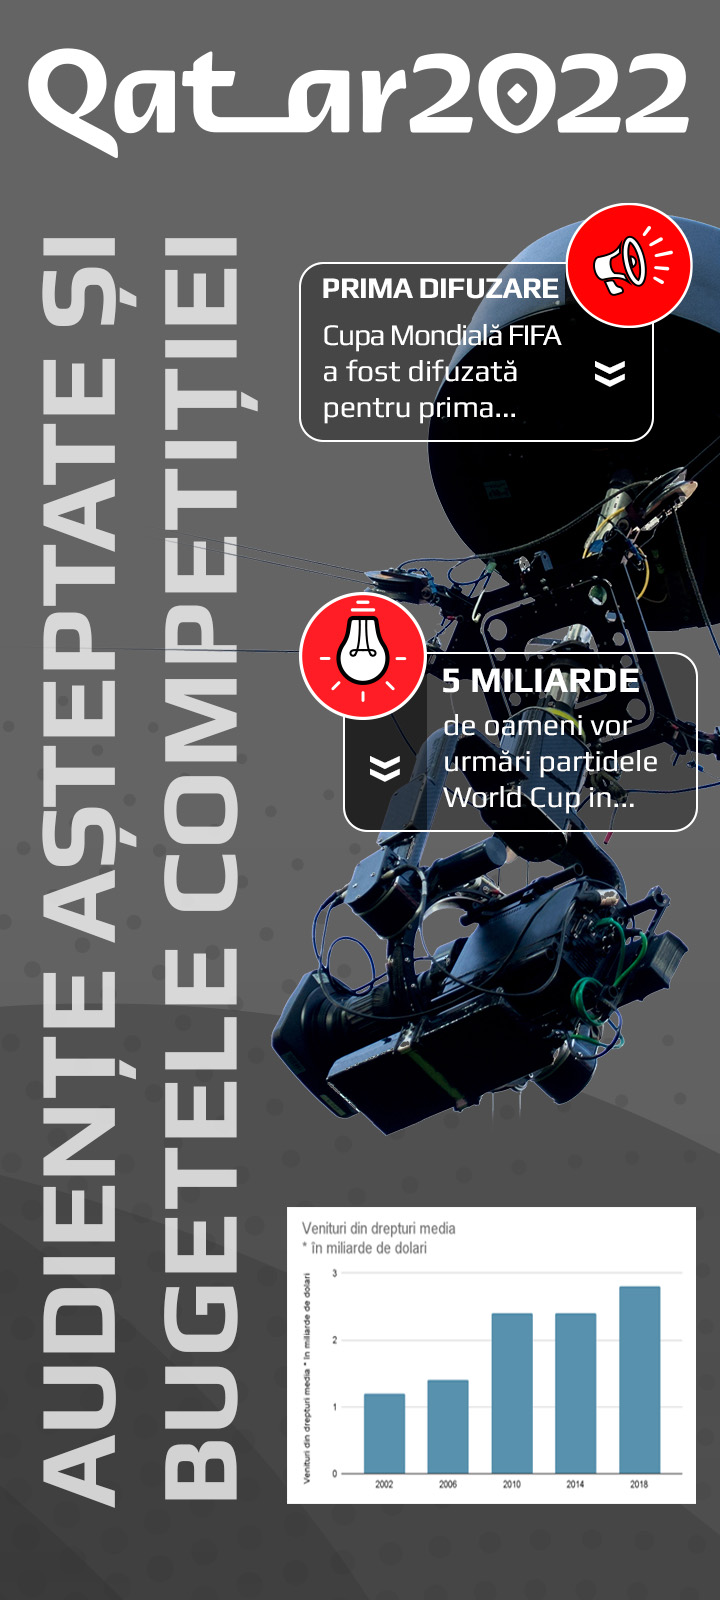 Qatar2022
AUDIENȚE AȘTEPTATE ȘI
BUGETELE COMPETIȚIEI
PRIMA DIFUZARE
Cupa Mondială FIFA
a fost difuzată
pentru prima...
5 MILIARDE
de oameni vor
urmări partidele
World Cup in...
Venituri din drepturi media
* în miliarde de dolari
Venituri din drepturi media * în miliarde de dolari
3
2
1
0
2002 2006 2010 2014 2018